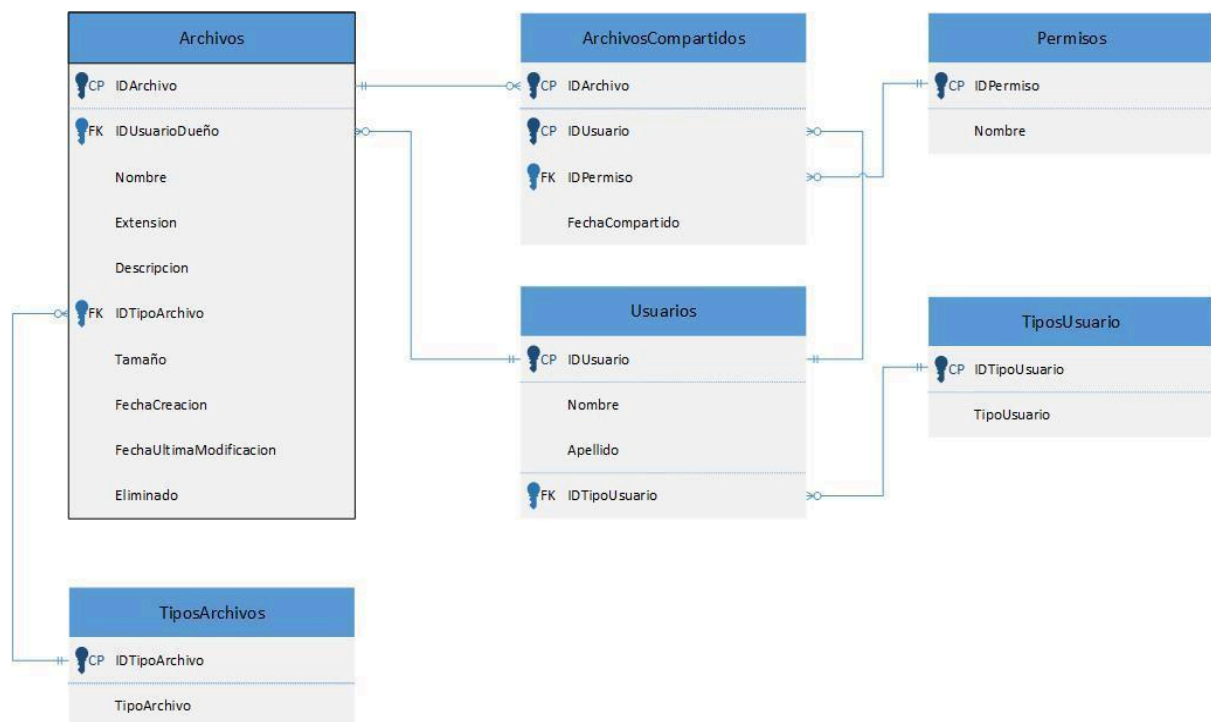 Archivos
CP IDArchivo
FK IDUsuarioDueño
Nombre
Extension
Descripcion
FK IDTipoArchivo
Tamaño
FechaCreacion
FechaUltimaModificacion
Eliminado
ArchivosCompartidos
CP IDArchivo
CP IDUsuario
FK IDPermiso
FechaCompartido
Permisos
CP IDPermiso
Nombre
Usuarios
CP IDUsuario
Nombre
Apellido
FK IDTipoUsuario
TiposUsuario
CP IDTipoUsuario
TipoUsuario
TiposArchivos
CP IDTipoArchivo
TipoArchivo